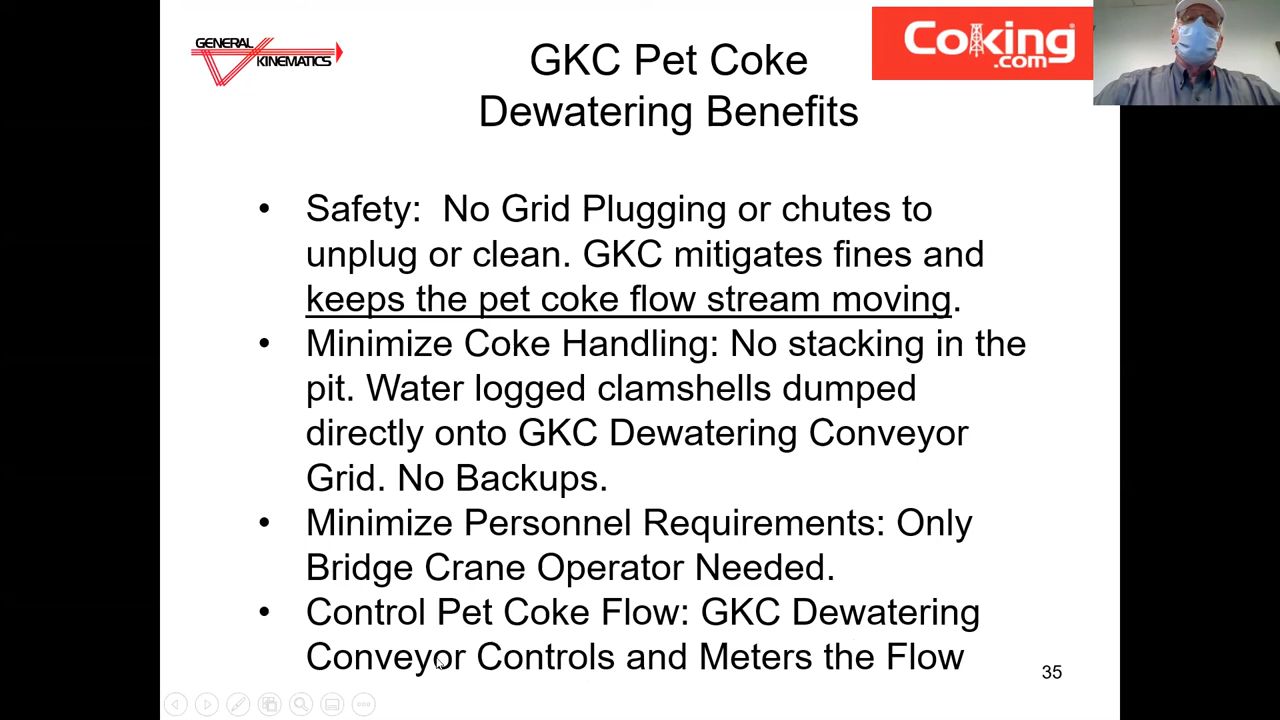 GENERAL
KINEMATICS
GKC Pet Coke
Dewatering Benefits
Coking
.com
• Safety:  No Grid Plugging or chutes to
unplug or clean. GKC mitigates fines and
keeps the pet coke flow stream moving.
• Minimize Coke Handling: No stacking in the
pit. Water logged clamshells dumped
directly onto GKC Dewatering Conveyor
Grid. No Backups.
• Minimize Personnel Requirements: Only
Bridge Crane Operator Needed.
• Control Pet Coke Flow: GKC Dewatering
Conveyor Controls and Meters the Flow
35